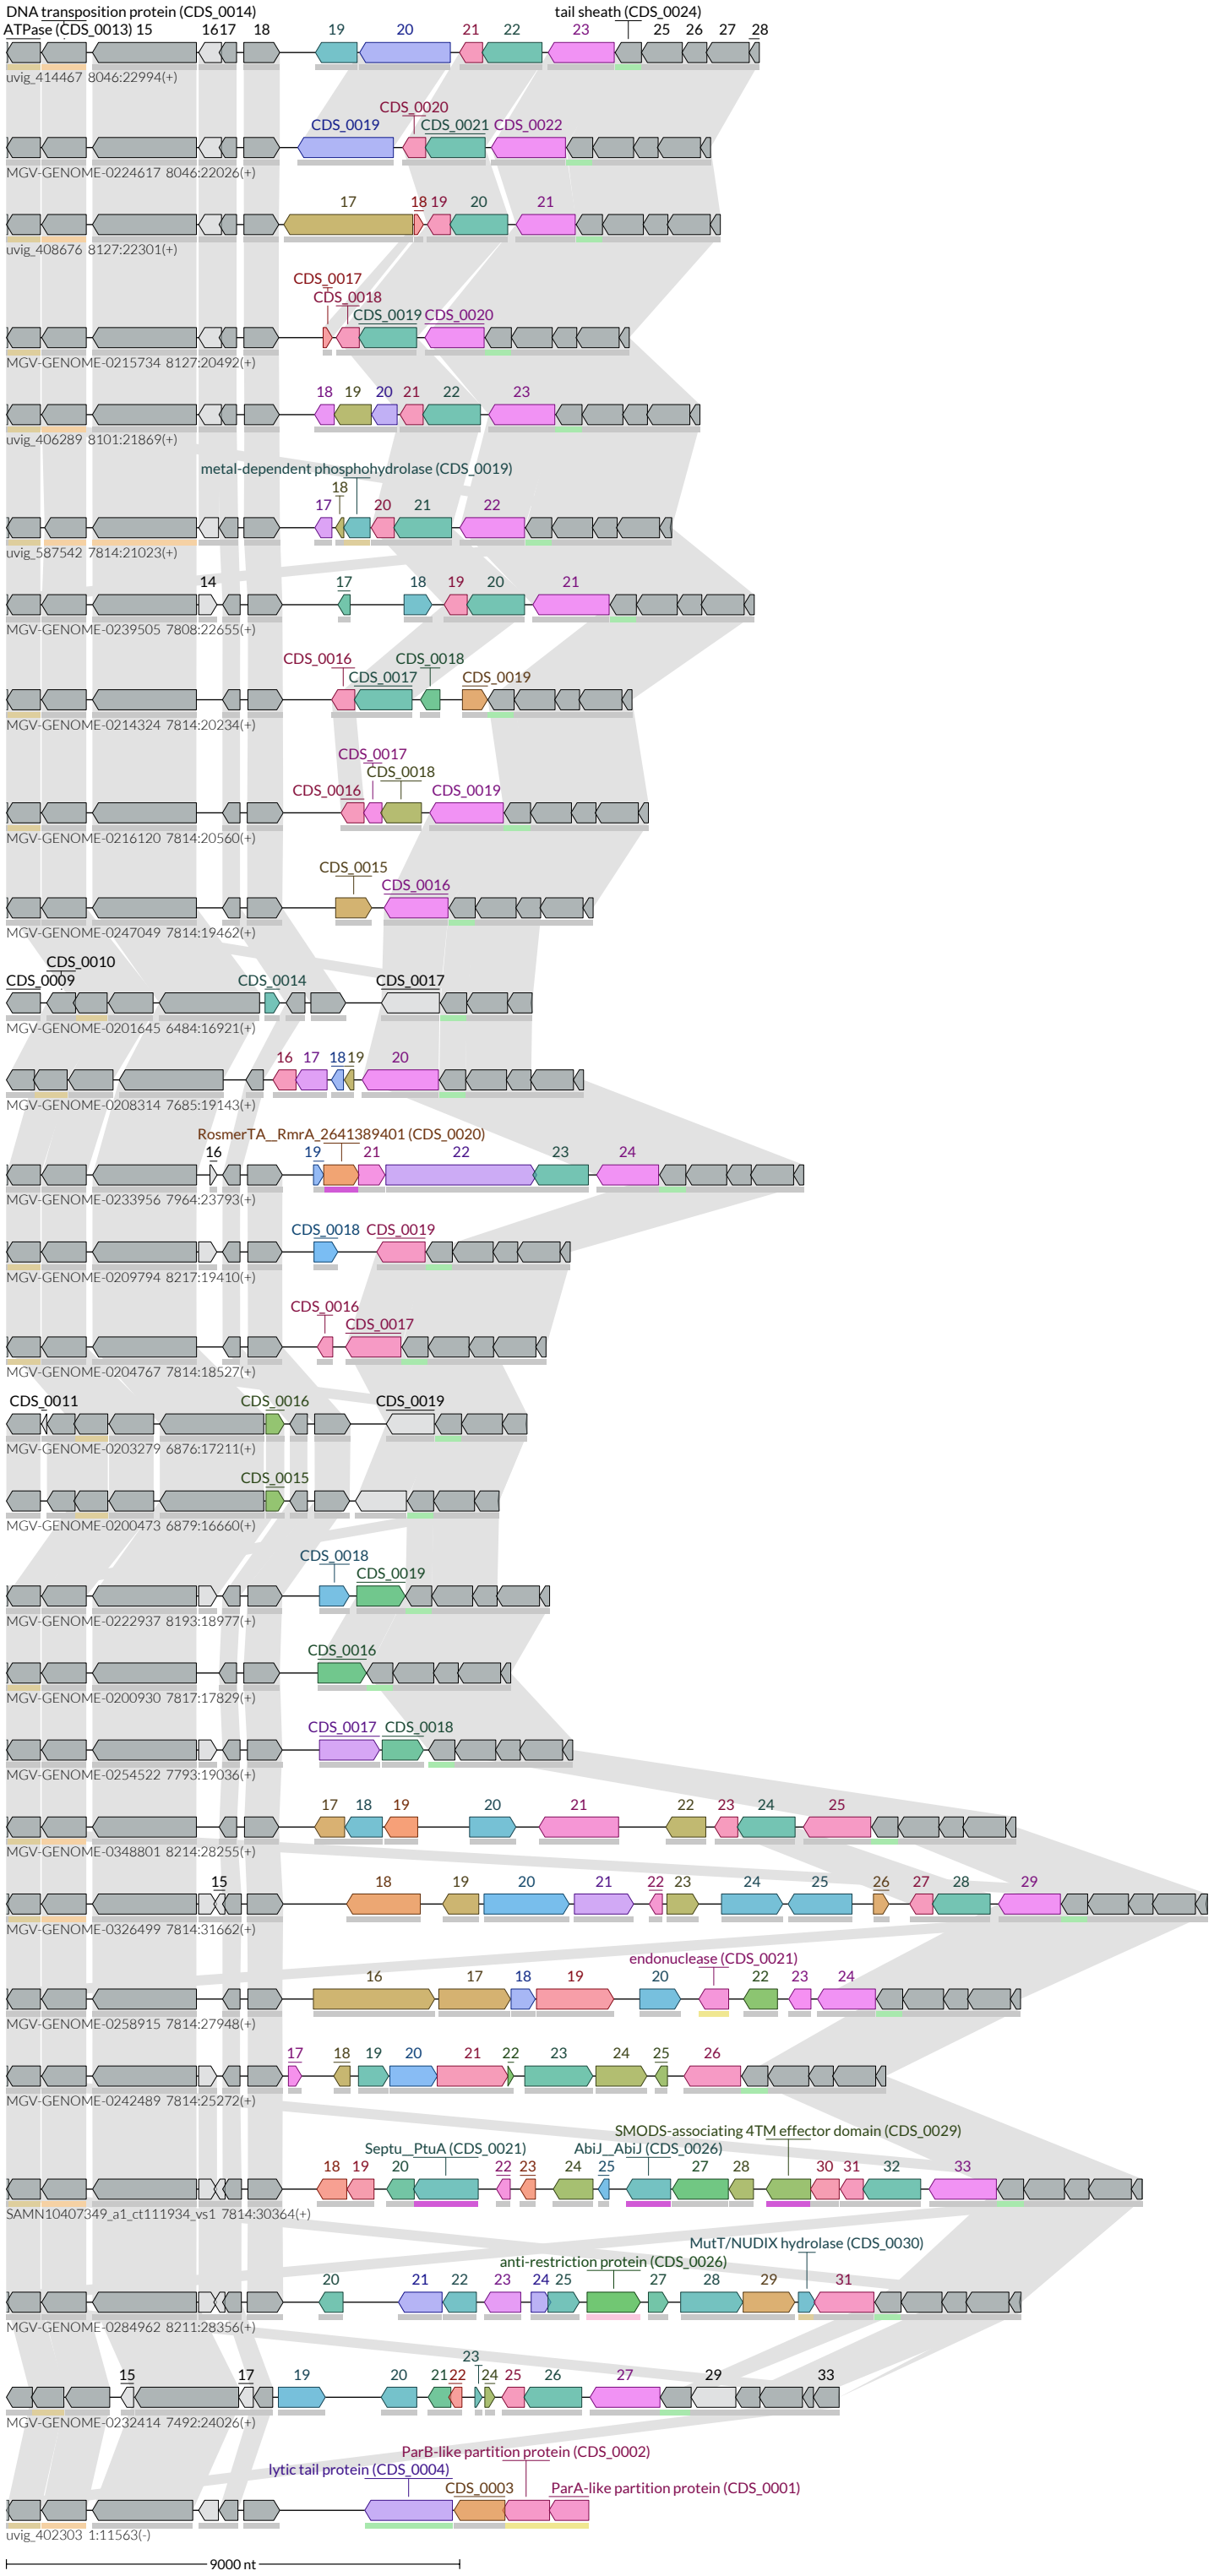 DNA transposition protein (CDS_0014) tail sheath (CDS_0024)
ATPase (CDS_0013) 15 16 17 18 19 20 21 22 23 25 26 27 28
uvig_414467 8046:22994(+)
CDS_0020
CDS_0019 CDS_0021 CDS_0022
MGV-GENOME-0224617 8046:22026(+)
17 18 19 20 21
uvig_408676 8127:22301(+)
CDS_0017
CDS_0018
CDS_0019 CDS_0020
MGV-GENOME-0215734 8127:20492(+)
18 19 20 21 22 23
uvig_406289 8101:21869(+)
metal-dependent phosphohydrolase (CDS_0019)
18
17 20 21 22
uvig_587542 7814:21023(+)
14 17 18 19 20 21
MGV-GENOME-0239505 7808:22655(+)
CDS_0016 CDS_0018
CDS_0017 CDS_0019
MGV-GENOME-0214324 7814:20234(+)
CDS_0017
CDS_0018
CDS_0016 CDS_0019
MGV-GENOME-0216120 7814:20560(+)
CDS_0015
CDS_0016
MGV-GENOME-0247049 7814:19462(+)
CDS_0010
CDS_0009 CDS_0014 CDS_0017
MGV-GENOME-0201645 6484:16921(+)
16 17 18 19 20
MGV-GENOME-0208314 7685:19143(+)
RosmerTA__RmrA_2641389401 (CDS_0020)
16 19 21 22 23 24
MGV-GENOME-0233956 7964:23793(+)
CDS_0018 CDS_0019
MGV-GENOME-0209794 8217:19410(+)
CDS_0016
CDS_0017
MGV-GENOME-0204767 7814:18527(+)
CDS_0011 CDS_0016 CDS_0019
MGV-GENOME-0203279 6876:17211(+)
CDS_0015
MGV-GENOME-0200473 6879:16660(+)
CDS_0018
CDS_0019
MGV-GENOME-0222937 8193:18977(+)
CDS_0016
MGV-GENOME-0200930 7817:17829(+)
CDS_0017 CDS_0018
MGV-GENOME-0254522 7793:19036(+)
17 18 19 20 21 22 23 24 25
MGV-GENOME-0348801 8214:28255(+)
15 18 19 20 21 22 23 24 25 26 27 28 29
MGV-GENOME-0326499 7814:31662(+)
endonuclease (CDS_0021)
16 17 18 19 20 22 23 24
MGV-GENOME-0258915 7814:27948(+)
17 18 19 20 21 22 23 24 25 26
MGV-GENOME-0242489 7814:25272(+)
SMODS-associating 4TM effector domain (CDS_0029)
Septu__PtuA (CDS_0021) AbiJ__AbiJ (CDS_0026)
18 19 20 22 23 24 25 27 28 30 31 32 33
SAMN10407349_a1_ct111934_vs1 7814:30364(+)
MutT/NUDIX hydrolase (CDS_0030)
anti-restriction protein (CDS_0026)
20 21 22 23 24 25 27 28 29 31
MGV-GENOME-0284962 8211:28356(+)
23
15 17 19 20 21 22 24 25 26 27 29 33
MGV-GENOME-0232414 7492:24026(+)
ParB-like partition protein (CDS_0002)
lytic tail protein (CDS_0004)
CDS_0003 ParA-like partition protein (CDS_0001)
uvig_402303 1:11563(-)
9000 nt